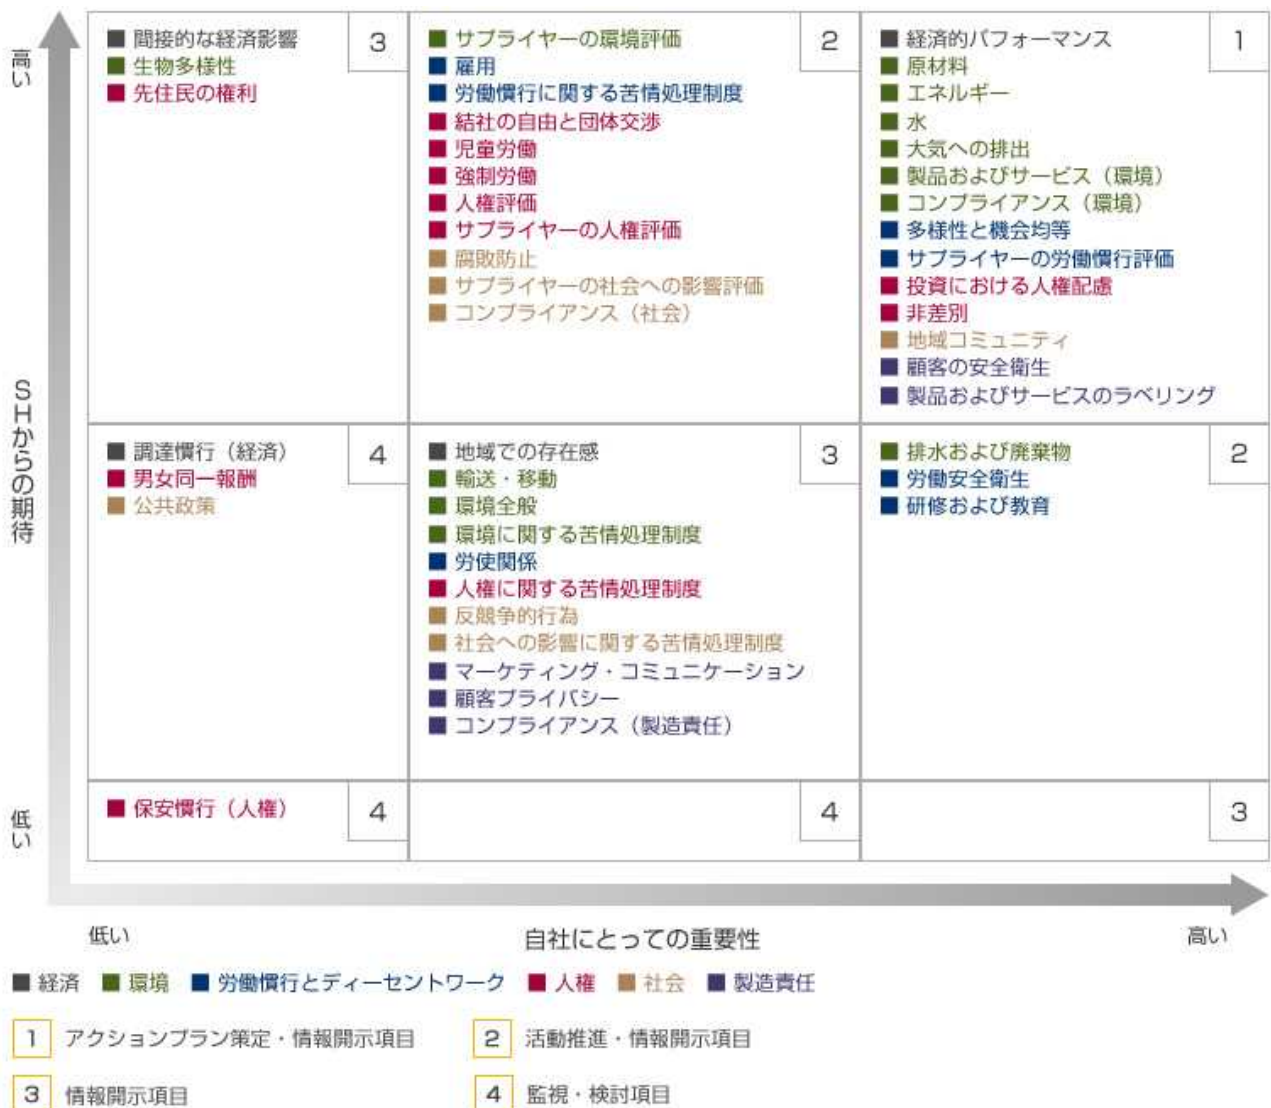 高い
間接的な経済影響
生物多様性
先住民の権利
3
サプライヤーの環境評価
雇用
労働慣行に関する苦情処理制度
結社の自由と団体交渉
児童労働
強制労働
人権評価
サプライヤーの人権評価
腐敗防止
サプライヤーの社会への影響評価
コンプライアンス（社会）
2
経済的パフォーマンス
原材料
エネルギー
水
大気への排出
製品およびサービス（環境）
コンプライアンス（環境）
多様性と機会均等
サプライヤーの労働慣行評価
投資における人権配慮
非差別
地域コミュニティ
顧客の安全衛生
製品およびサービスのラベリング
1
SHからの期待
調達慣行（経済）
男女同一報酬
公共政策
4
地域での存在感
輸送・移動
環境全般
環境に関する苦情処理制度
労使関係
人権に関する苦情処理制度
反競争的行為
社会への影響に関する苦情処理制度
マーケティング・コミュニケーション
顧客プライバシー
コンプライアンス（製造責任）
3
排水および廃棄物
労働安全衛生
研修および教育
2
低い
保安慣行（人権）
4
4
3
低い
自社にとっての重要性
高い
経済 環境 労働慣行とディーセントワーク 人権 社会 製造責任
1 アクションプラン策定・情報開示項目
2 活動推進・情報開示項目
3 情報開示項目
4 監視・検討項目